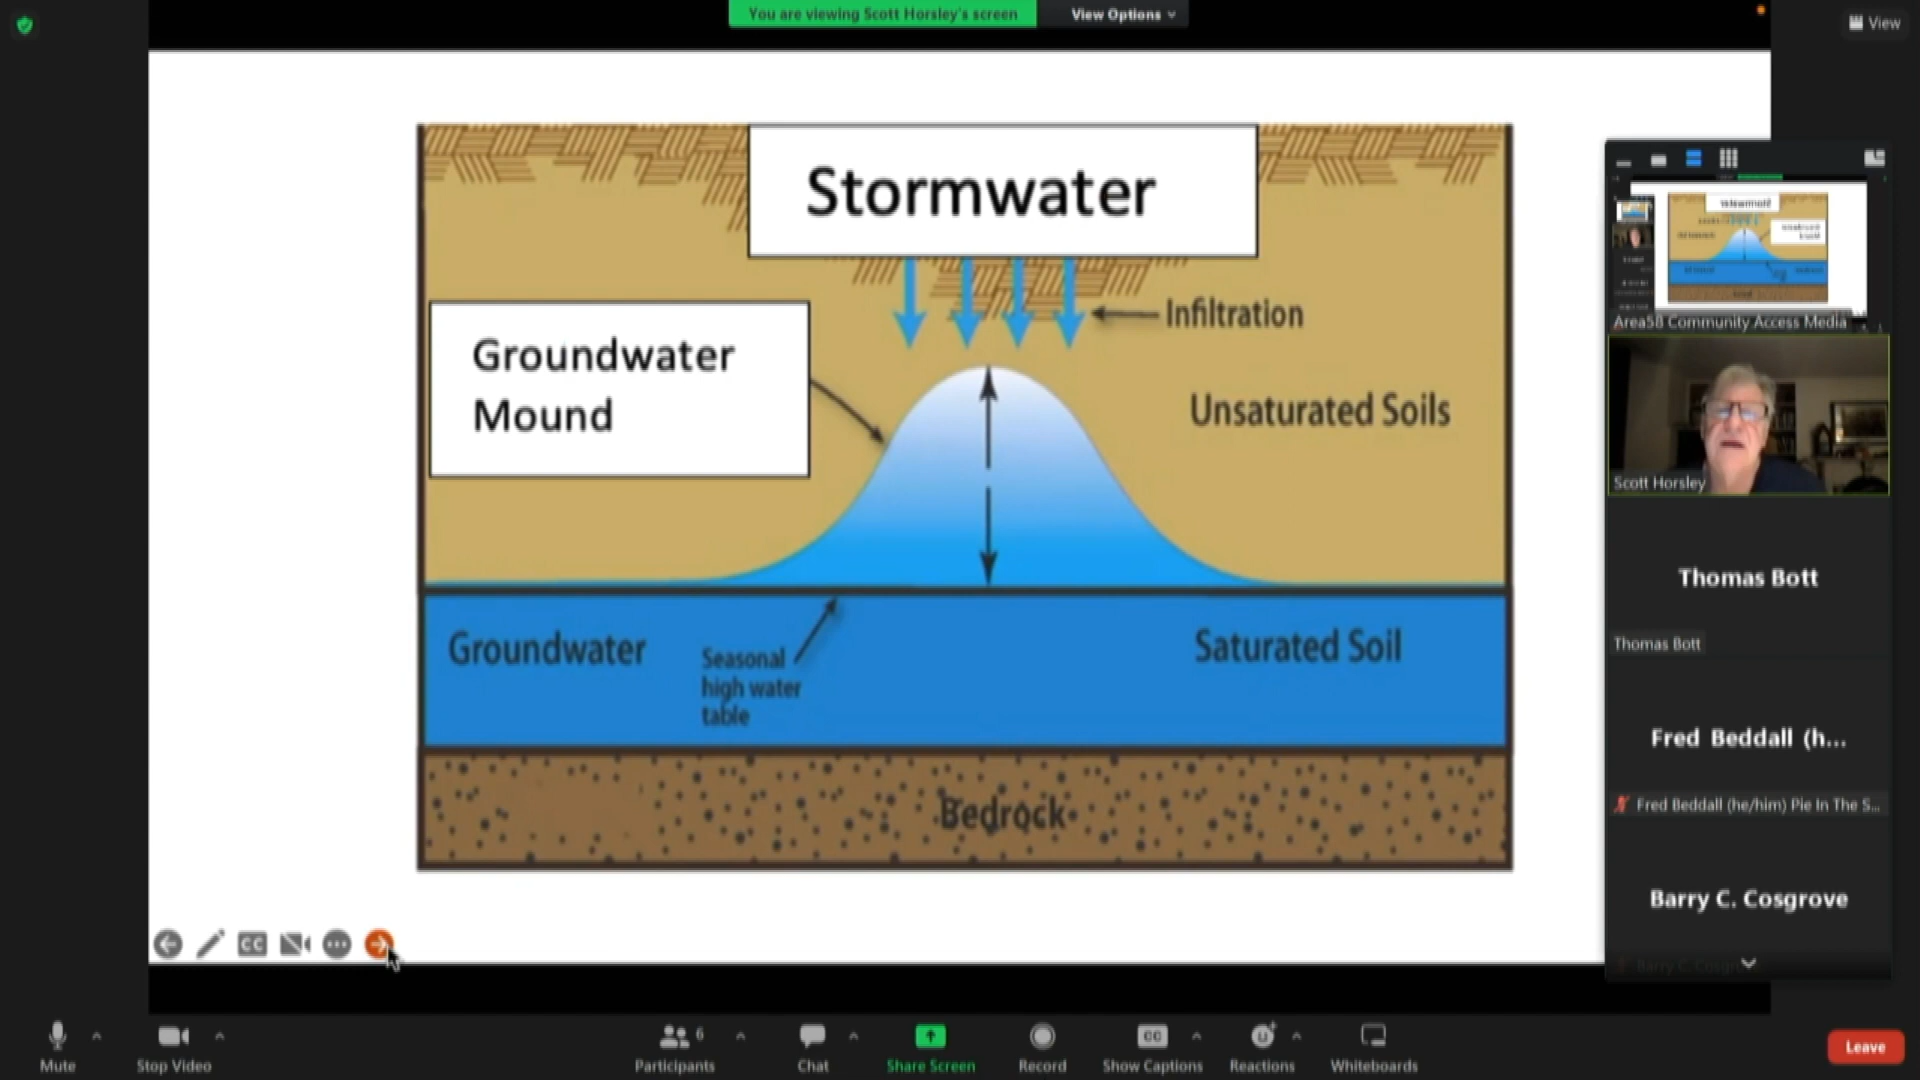 You are viewing Scott Horsley's screen
View Options
View
Stormwater
Infiltration
Groundwater
Mound
Unsaturated Soils
Groundwater
Seasonal
high water
table
Saturated Soil
Bedrock
Area58 Community Access Media
Scott Horsley
Thomas Bott
Thomas Bott
Fred Beddall (h...
Fred Beddall (he/him) Pie In The S...
Barry C. Cosgrove
CC
Mute
Stop Video
Participants
6
Chat
Share Screen
Record
CC
Show Captions
Reactions
Whiteboards
Leave